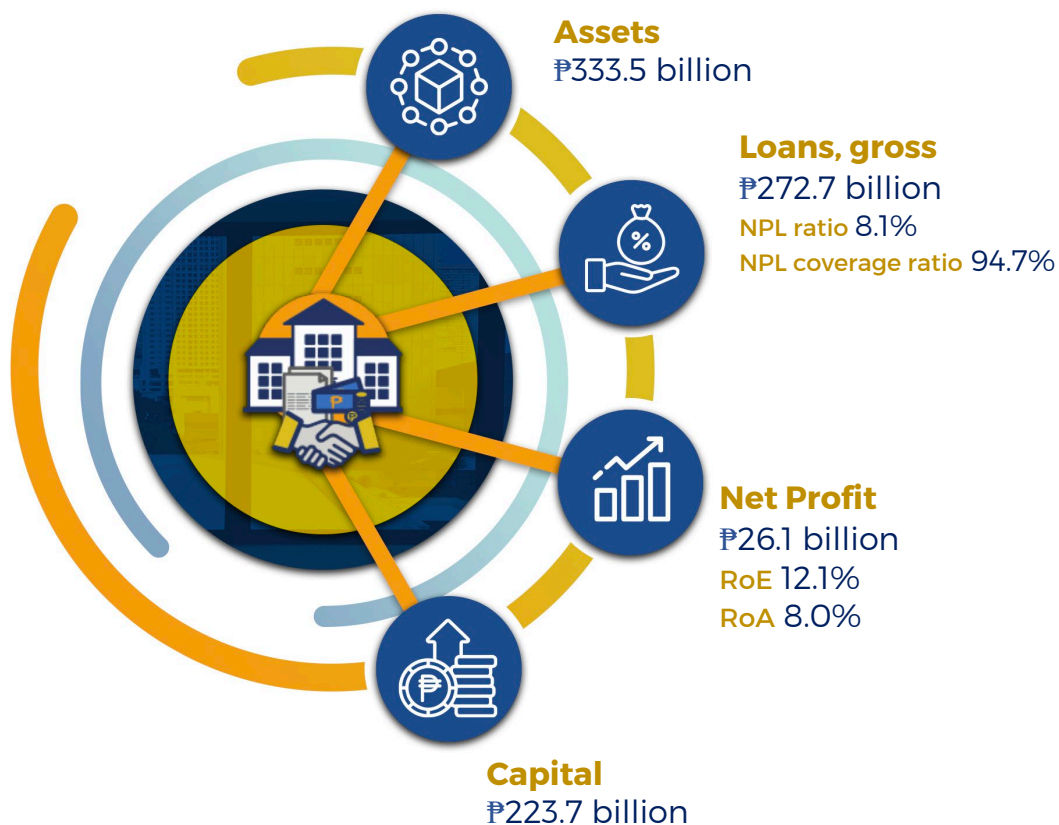 Assets
₱333.5 billion
Loans, gross
₱272.7 billion
NPL ratio 8.1%
NPL coverage ratio 94.7%
Net Profit
₱26.1 billion
RoE 12.1%
RoA 8.0%
Capital
₱223.7 billion